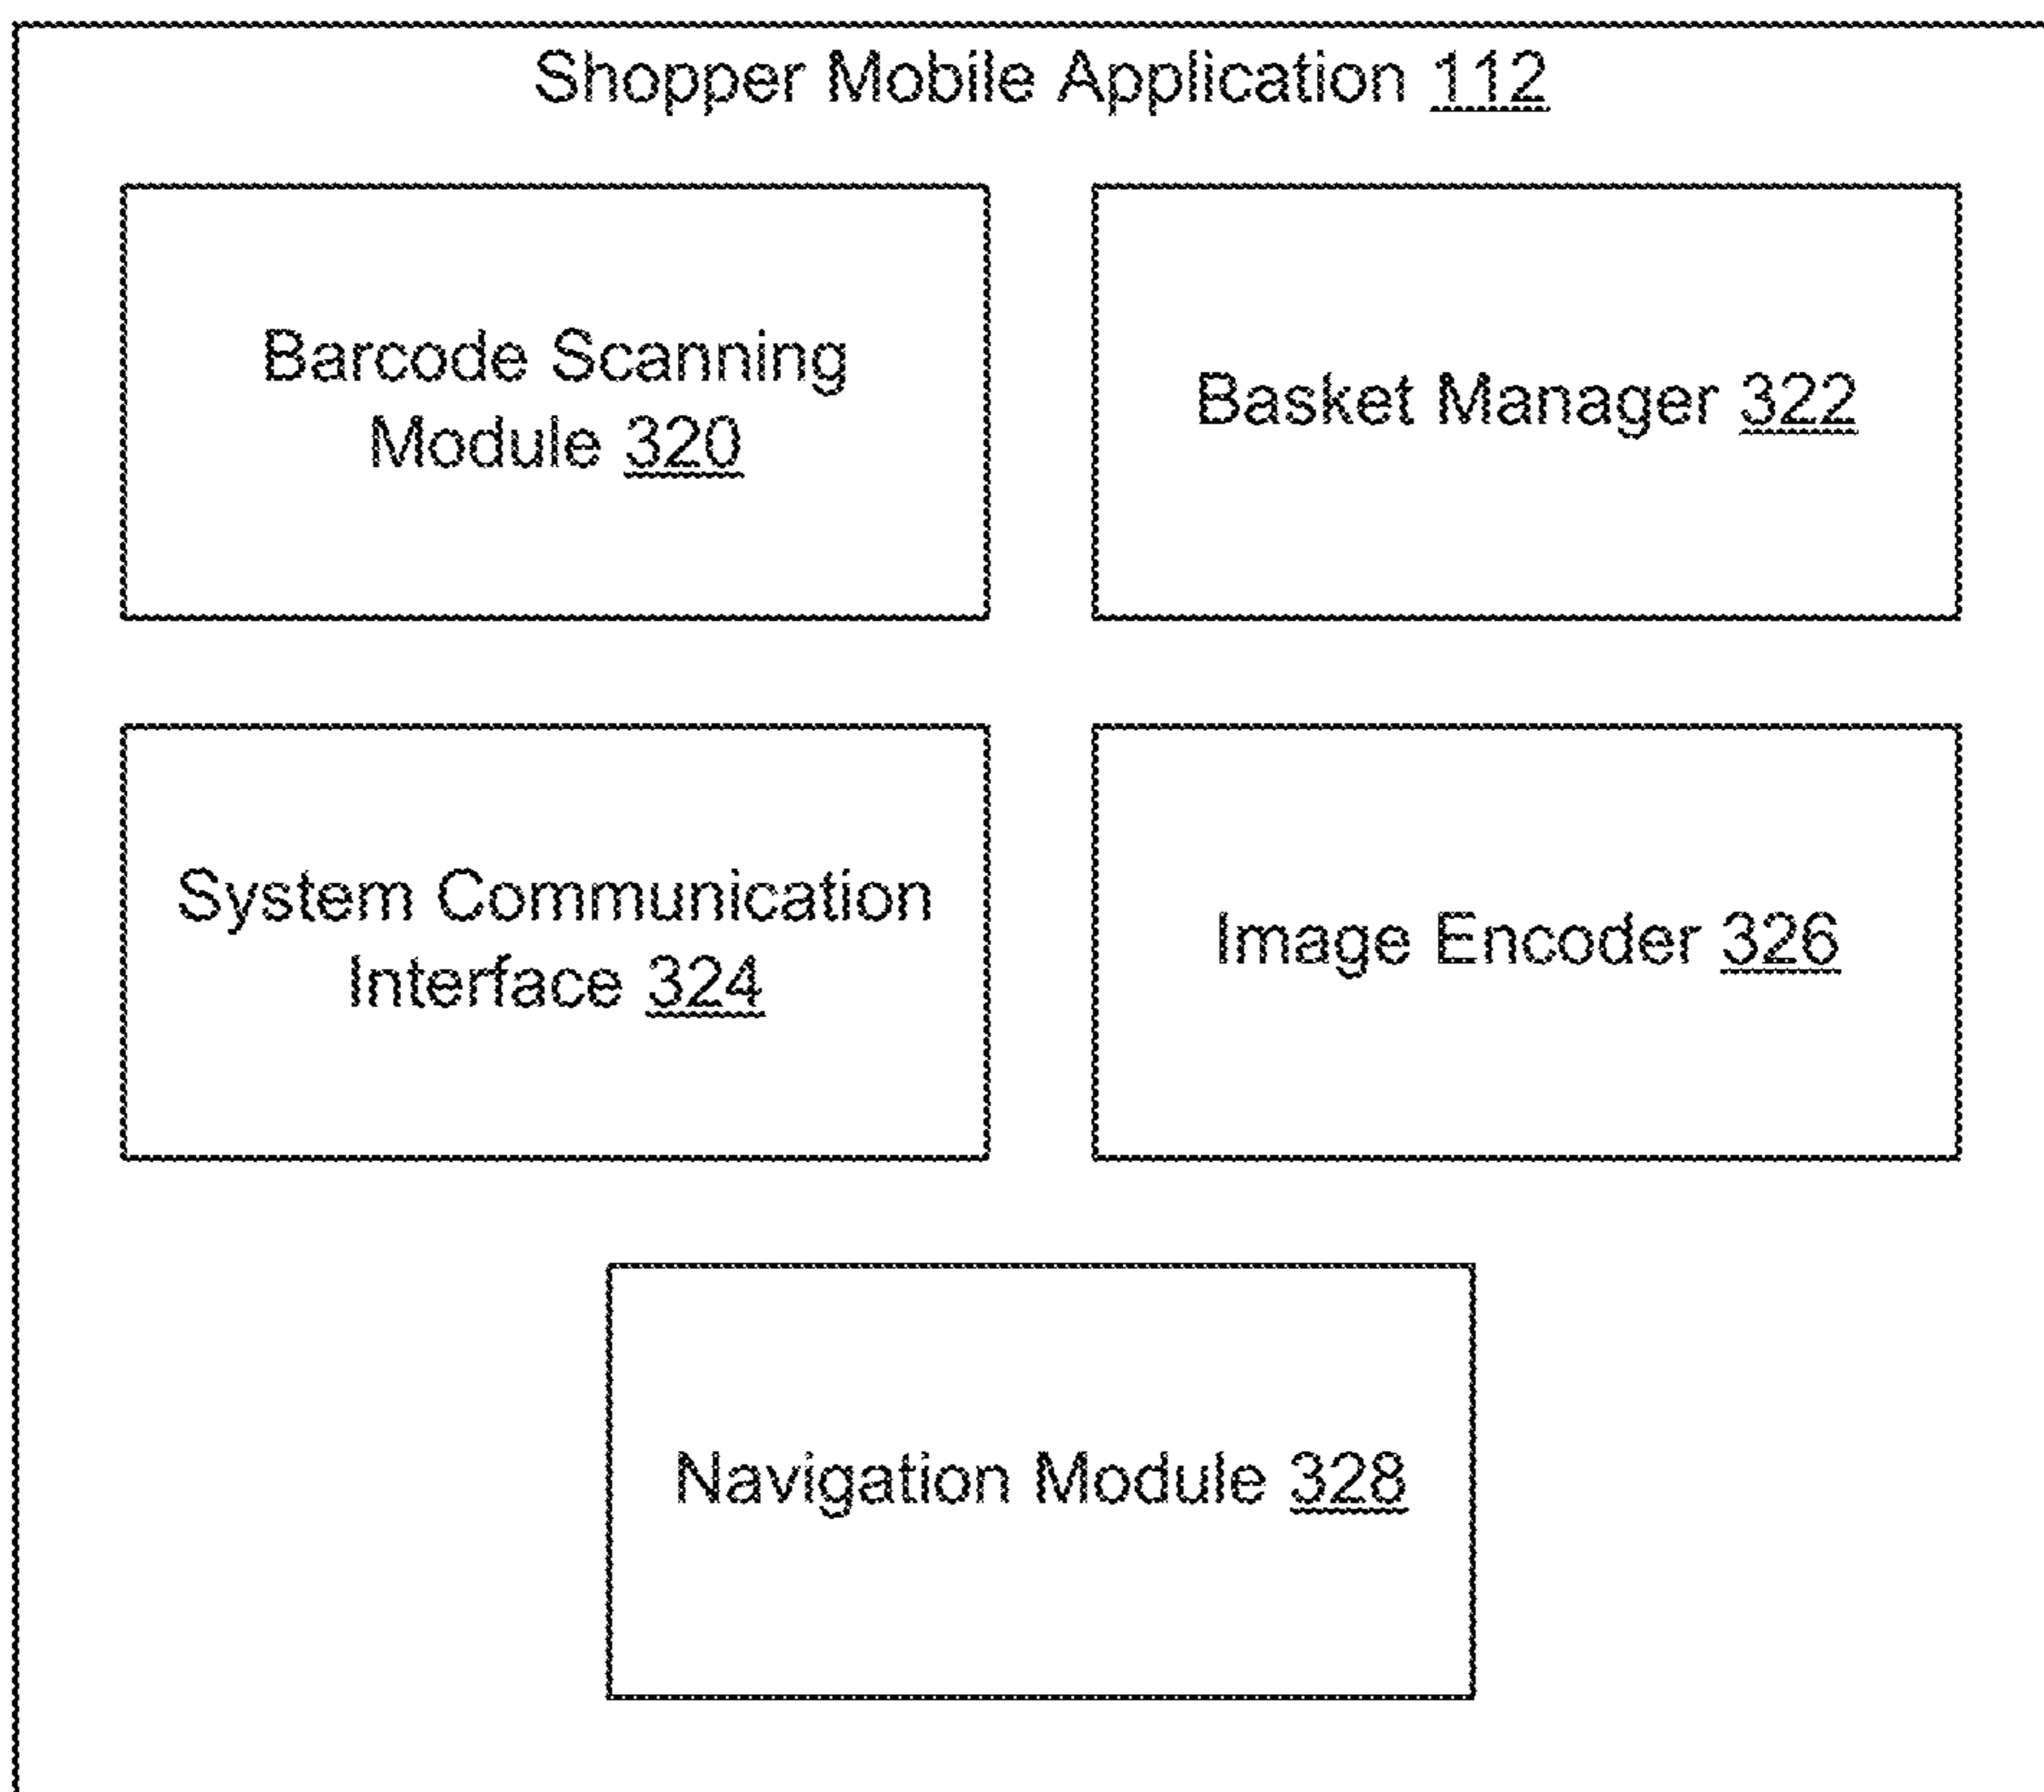 Shopper Mobile Application 112
Barcode Scanning
Module 320
Basket Manager 322
System Communication
Interface 324
Image Encoder 326
Navigation Module 328